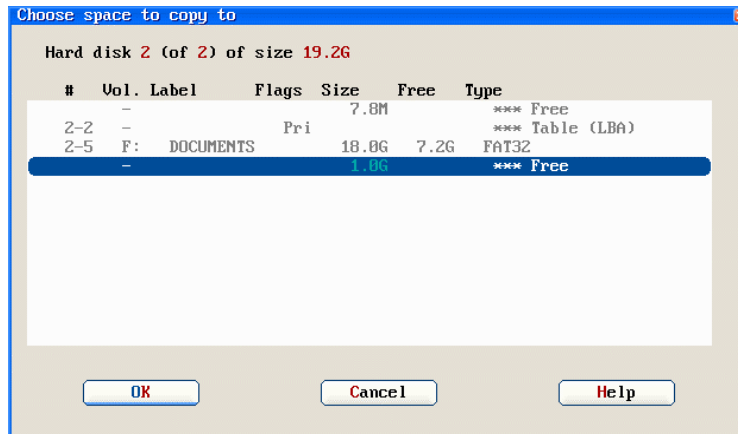 Choose space to copy to
Hard disk 2 (of 2) of size 19.2G
# Vol. Label Flags Size Free Type
- 7.8M *** Free
2-2 - Pri *** Table (LBA)
2-5 F: DOCUMENTS 18.0G 7.2G FAT32
- 1.0G *** Free
OK Cancel Help